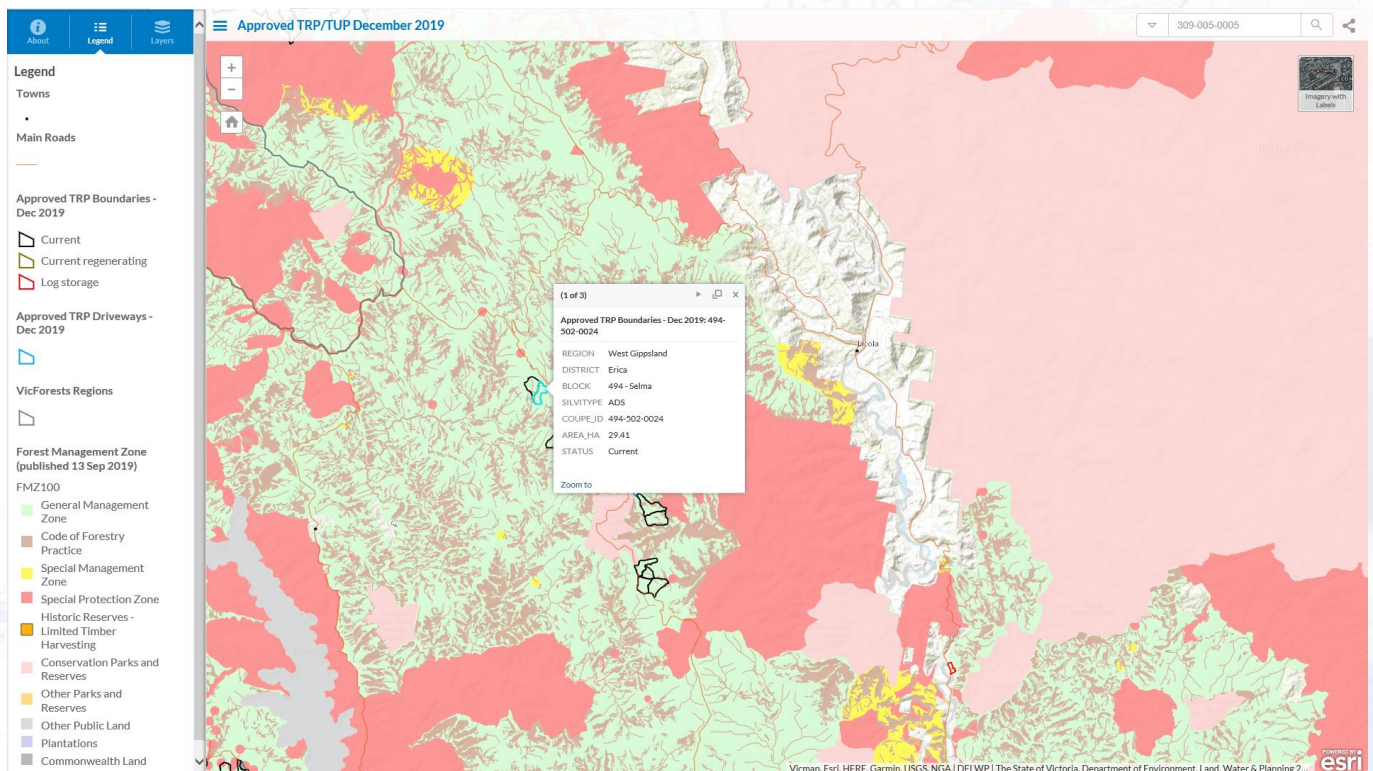 About
Legend
Layers
Approved TRP/TUP December 2019
309-005-0005
Legend
Towns
Main Roads
Approved TRP Boundaries -
Dec 2019
Current
Current regenerating
Log storage
Approved TRP Driveways -
Dec 2019
VicForests Regions
Forest Management Zone
(published 13 Sep 2019)
FMZ100
General Management
Zone
Code of Forestry
Practice
Special Management
Zone
Special Protection Zone
Historic Reserves -
Limited Timber
Harvesting
Conservation Parks and
Reserves
Other Parks and
Reserves
Other Public Land
Plantations
Commonwealth Land
+
−
Imagery with
Labels
(1 of 3)
Approved TRP Boundaries - Dec 2019: 494-
502-0024
REGION West Gippsland
DISTRICT Erica
BLOCK 494 - Selma
SILVITYPE ADS
COUPE_ID 494-502-0024
AREA_HA 29.41
STATUS Current
Zoom to
POWERED BY
esri
Vicmap, Esri, HERE, Garmin, USGS, NGA | DELWP | The State of Victoria, Department of Environment, Land, Water & Planning 2...